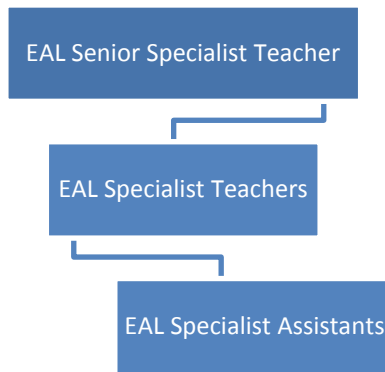 EAL Senior Specialist Teacher
EAL Specialist Teachers
EAL Specialist Assistants